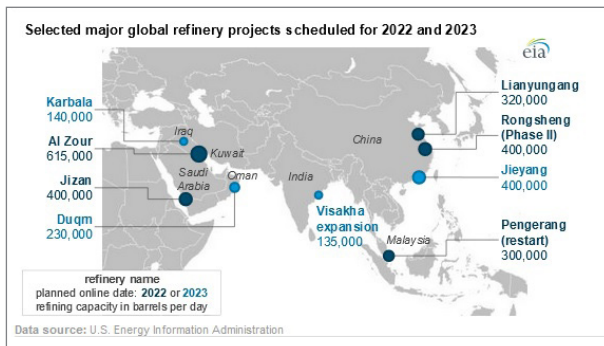 Selected major global refinery projects scheduled for 2022 and 2023
eia
Karbala
140,000
Al Zour
615,000
Jizan
400,000
Duqm
230,000
Iraq
Kuwait
Saudi
Arabia
Oman
India
China
Visakha
expansion
135,000
Malaysia
Lianyungang
320,000
Rongsheng
(Phase II)
400,000
Jieyang
400,000
Pengerang
(restart)
300,000
refinery name
planned online date: 2022 or 2023
refining capacity in barrels per day
Data source: U.S. Energy Information Administration